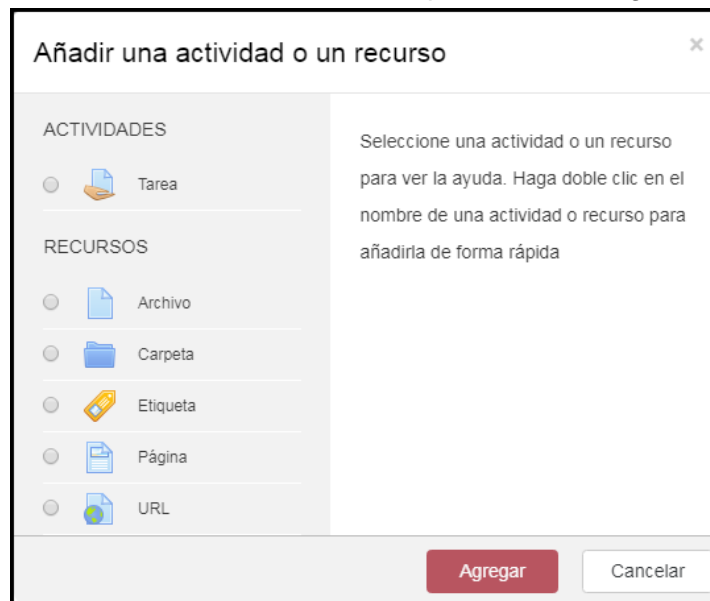 Añadir una actividad o un recurso
×
ACTIVIDADES
Tarea
RECURSOS
Archivo
Carpeta
Etiqueta
Página
URL
Seleccione una actividad o un recurso
para ver la ayuda. Haga doble clic en el
nombre de una actividad o recurso para
añadirla de forma rápida
Agregar
Cancelar